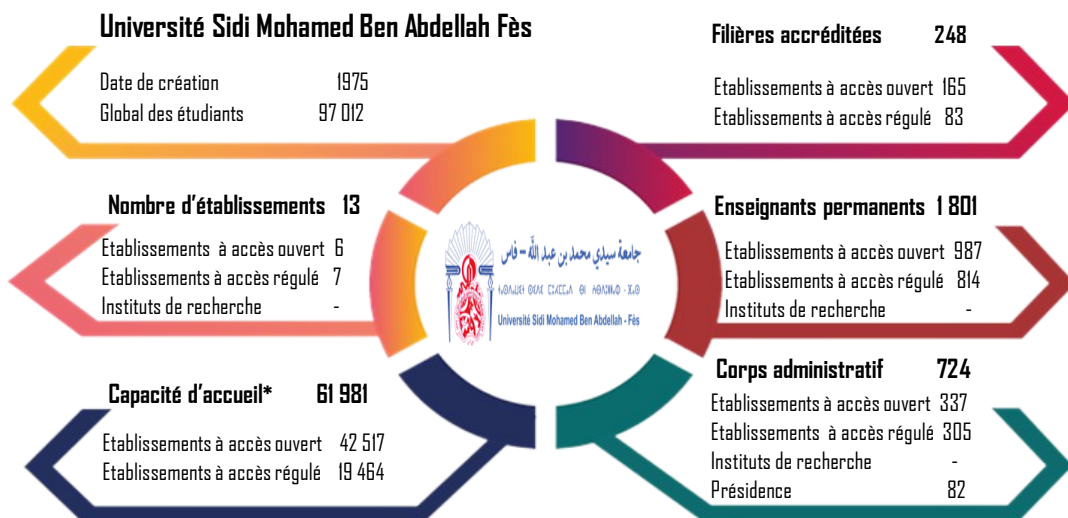 Université Sidi Mohamed Ben Abdellah Fès
Date de création 1975
Global des étudiants 97 012
Nombre d'établissements 13
Etablissements à accès ouvert 6
Etablissements à accès régulé 7
Instituts de recherche -
Capacité d'accueil* 61 981
Etablissements à accès ouvert 42 517
Etablissements à accès régulé 19 464
جامعة سيدي محمد بن عبد الله - فاس
Université Sidi Mohamed Ben Abdellah - Fès
Filières accréditées 248
Etablissements à accès ouvert 165
Etablissements à accès régulé 83
Enseignants permanents 1 801
Etablissements à accès ouvert 987
Etablissements à accès régulé 814
Instituts de recherche -
Corps administratif 724
Etablissements à accès ouvert 337
Etablissements à accès régulé 305
Instituts de recherche -
Présidence 82